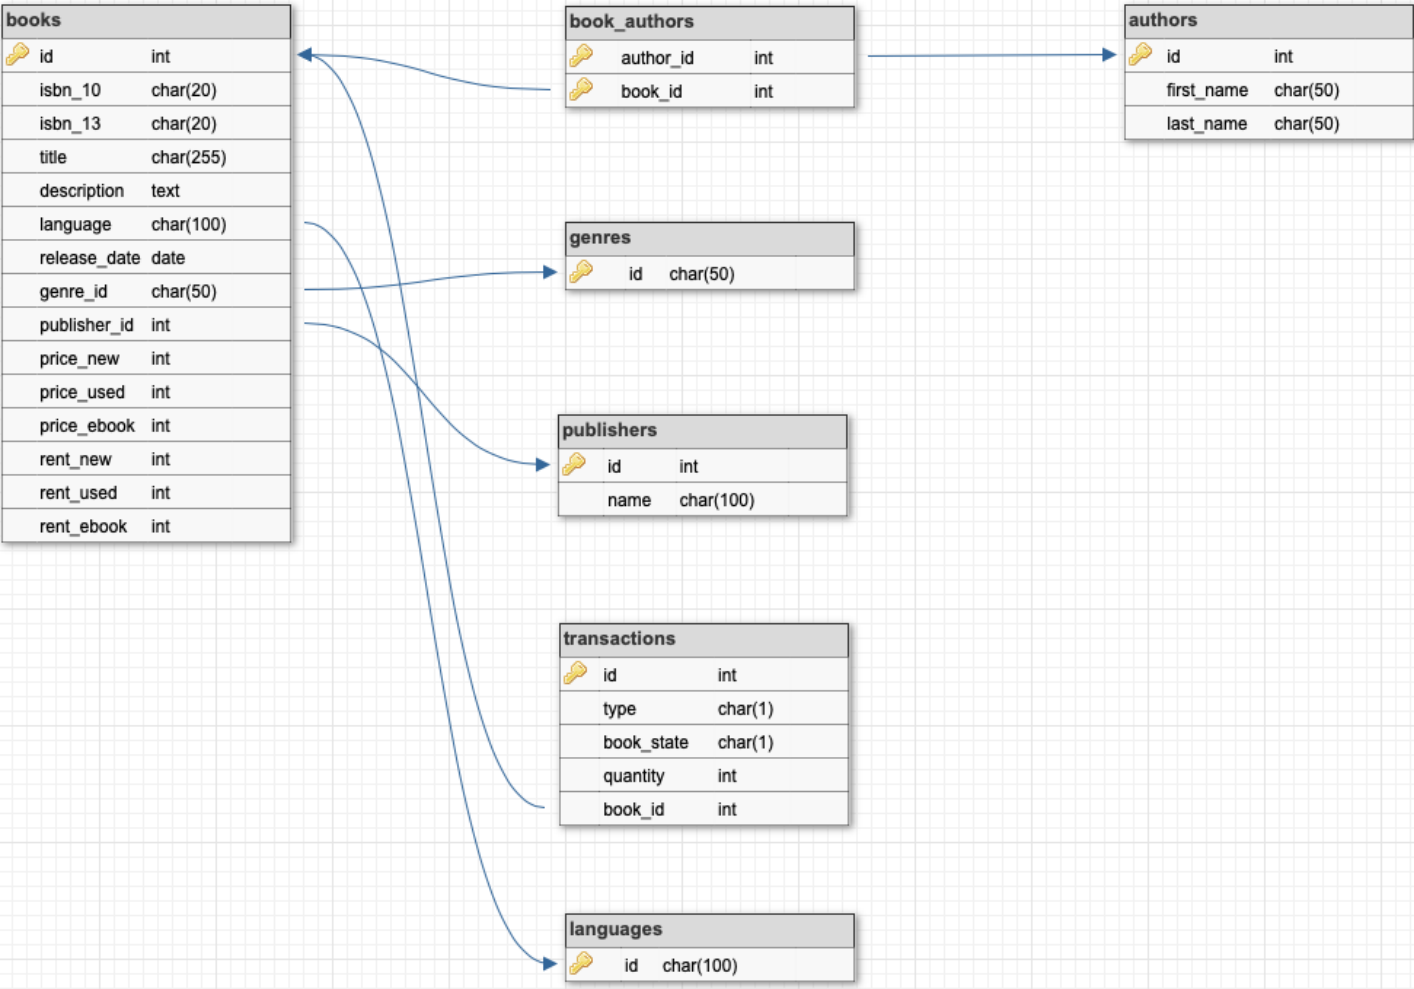 books
id int
isbn_10 char(20)
isbn_13 char(20)
title char(255)
description text
language char(100)
release_date date
genre_id char(50)
publisher_id int
price_new int
price_used int
price_ebook int
rent_new int
rent_used int
rent_ebook int
book_authors
author_id int
book_id int
authors
id int
first_name char(50)
last_name char(50)
genres
id char(50)
publishers
id int
name char(100)
transactions
id int
type char(1)
book_state char(1)
quantity int
book_id int
languages
id char(100)